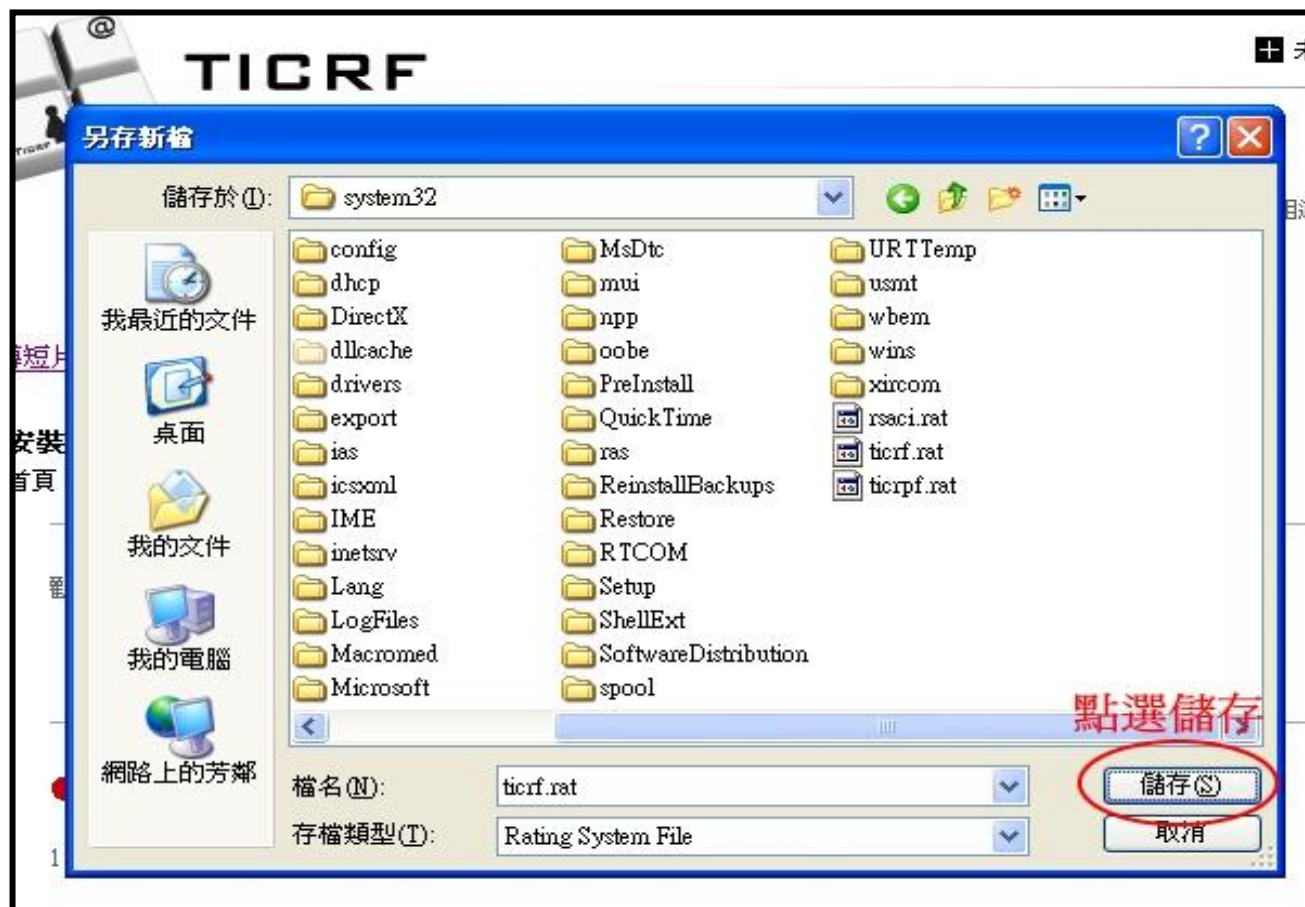 @
TICRF
未
另存新檔
儲存於(I):
system32
我最近的文件
桌面
我的文件
我的電腦
網路上的芳鄰
config
dhcp
DirectX
dllcache
drivers
export
ias
icsxml
IME
inetsrv
Lang
LogFiles
Macromed
Microsoft
MsDtc
mui
npp
oobe
PreInstall
QuickTime
ras
ReinstallBackups
Restore
RTCOM
Setup
ShellExt
SoftwareDistribution
spool
URTTemp
usmt
wbem
wins
xircom
rsaci.rat
ticrf.rat
ticrpf.rat
短片
安裝
首頁
點選儲存
檔名(N):
ticrf.rat
儲存(S)
存檔類型(T):
Rating System File
取消
1